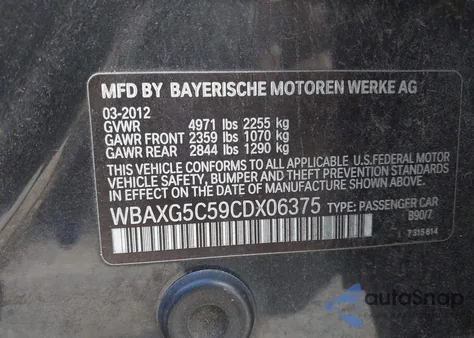 MFD BY BAYERISCHE MOTOREN WERKE AG
03-2012
GVWR 4971 lbs 2255 kg
GAWR FRONT 2359 lbs 1070 kg
GAWR REAR 2844 lbs 1290 kg
THIS VEHICLE CONFORMS TO ALL APPLICABLE U.S.FEDERAL MOTOR
VEHICLE SAFETY, BUMPER, AND THEFT PREVENTION STANDARDS
IN EFFECT ON THE DATE OF MANUFACTURE SHOWN ABOVE.
WBAXG5C59CDX06375 TYPE: PASSENGER CAR
B90/7
7315614
autoSnap